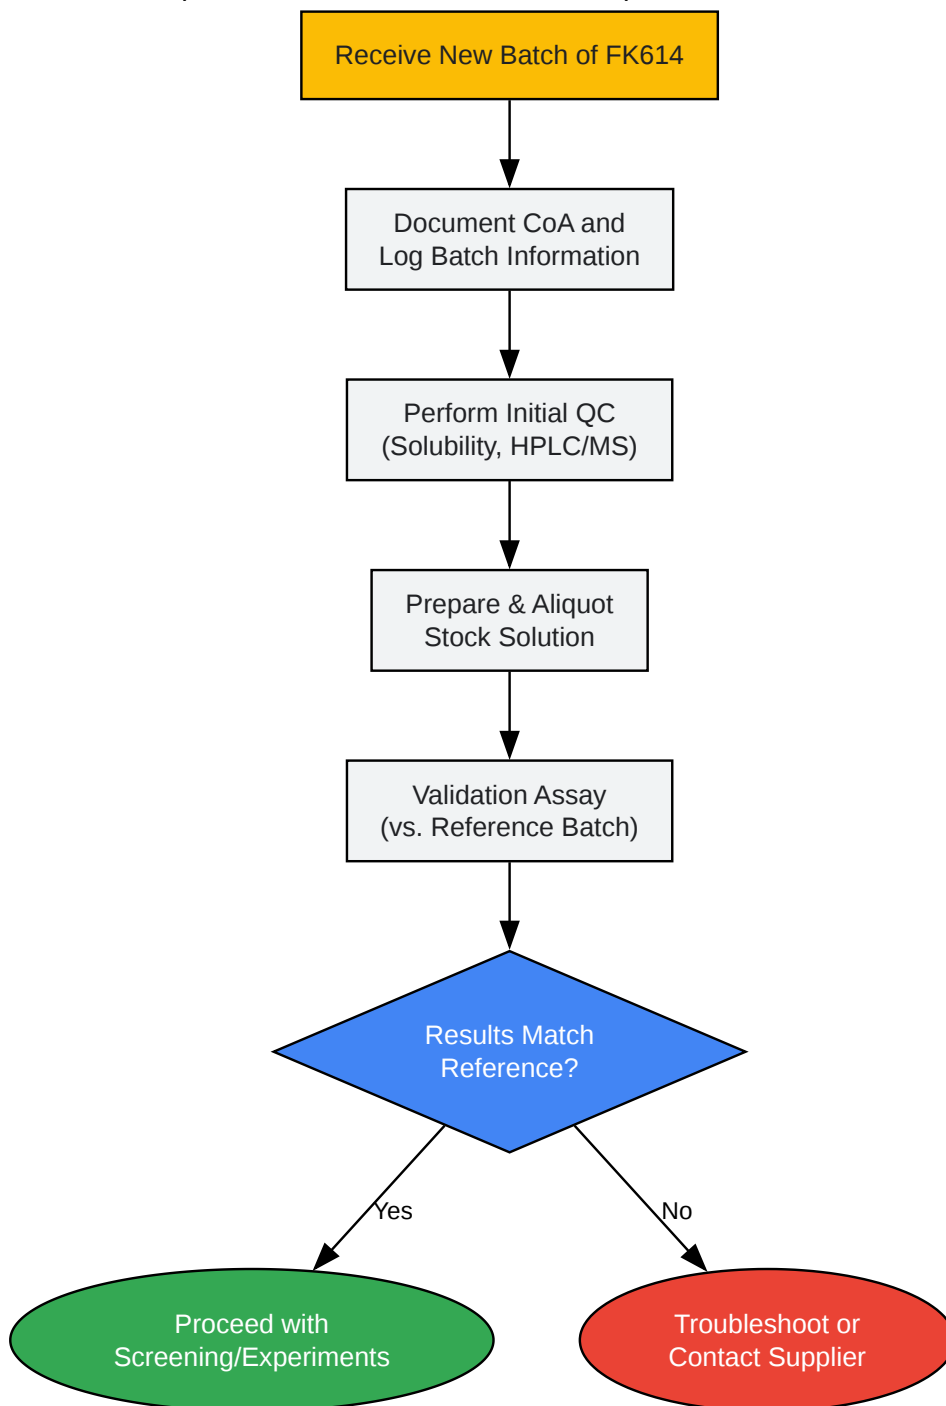 Receive New Batch of FK614
Document CoA and
Log Batch Information
Perform Initial QC
(Solubility, HPLC/MS)
Prepare & Aliquot
Stock Solution
Validation Assay
(vs. Reference Batch)
Results Match
Reference?
Yes
No
Proceed with
Screening/Experiments
Troubleshoot or
Contact Supplier